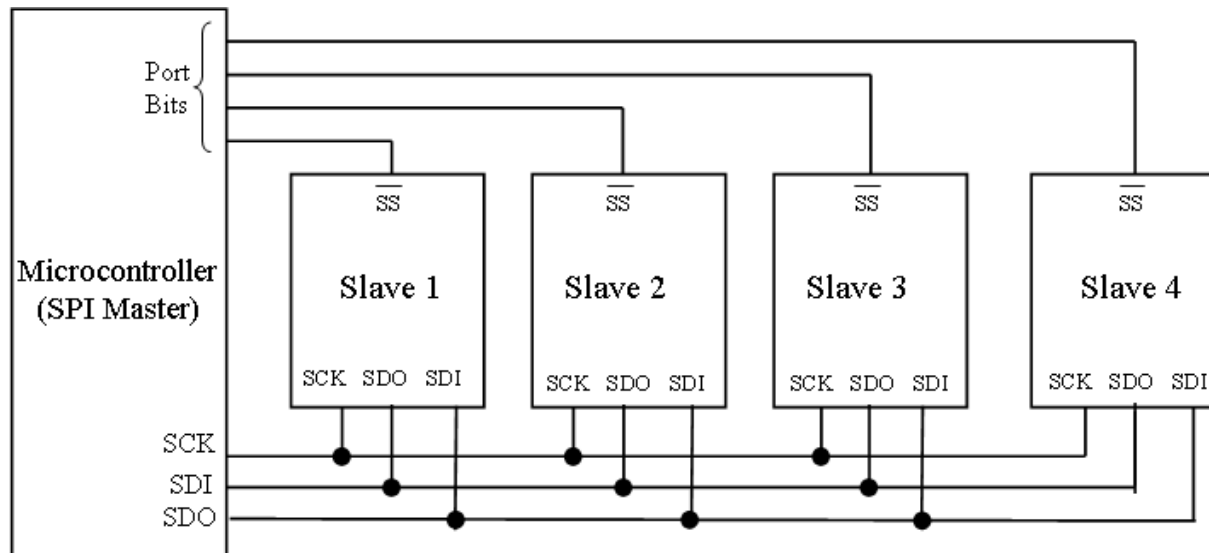 Port
Bits
SS
SS
SS
SS
Microcontroller
(SPI Master)
Slave 1
Slave 2
Slave 3
Slave 4
SCK SDO SDI
SCK SDO SDI
SCK SDO SDI
SCK SDO SDI
SCK
SDI
SDO